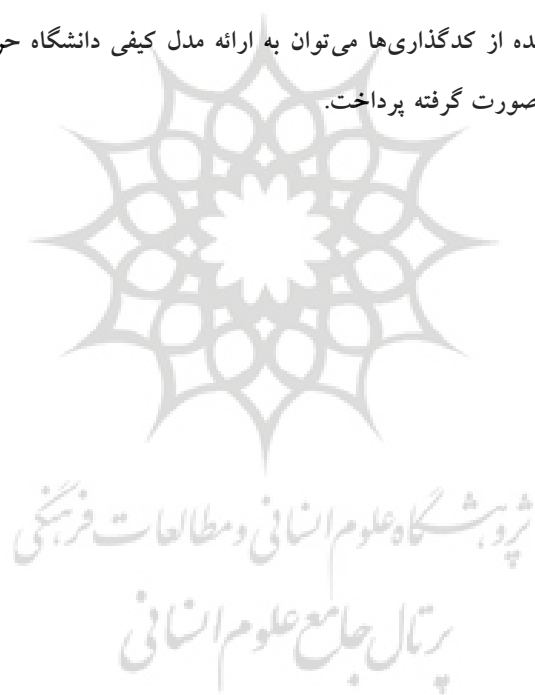 ده از کدگذاری‌ها می‌توان به ارائه مدل کیفی دانشگاه
صورت گرفته پرداخت.
پژوهشگاه علوم انسانی و مطالعات فرهنگی
پرتال جامع علوم انسانی